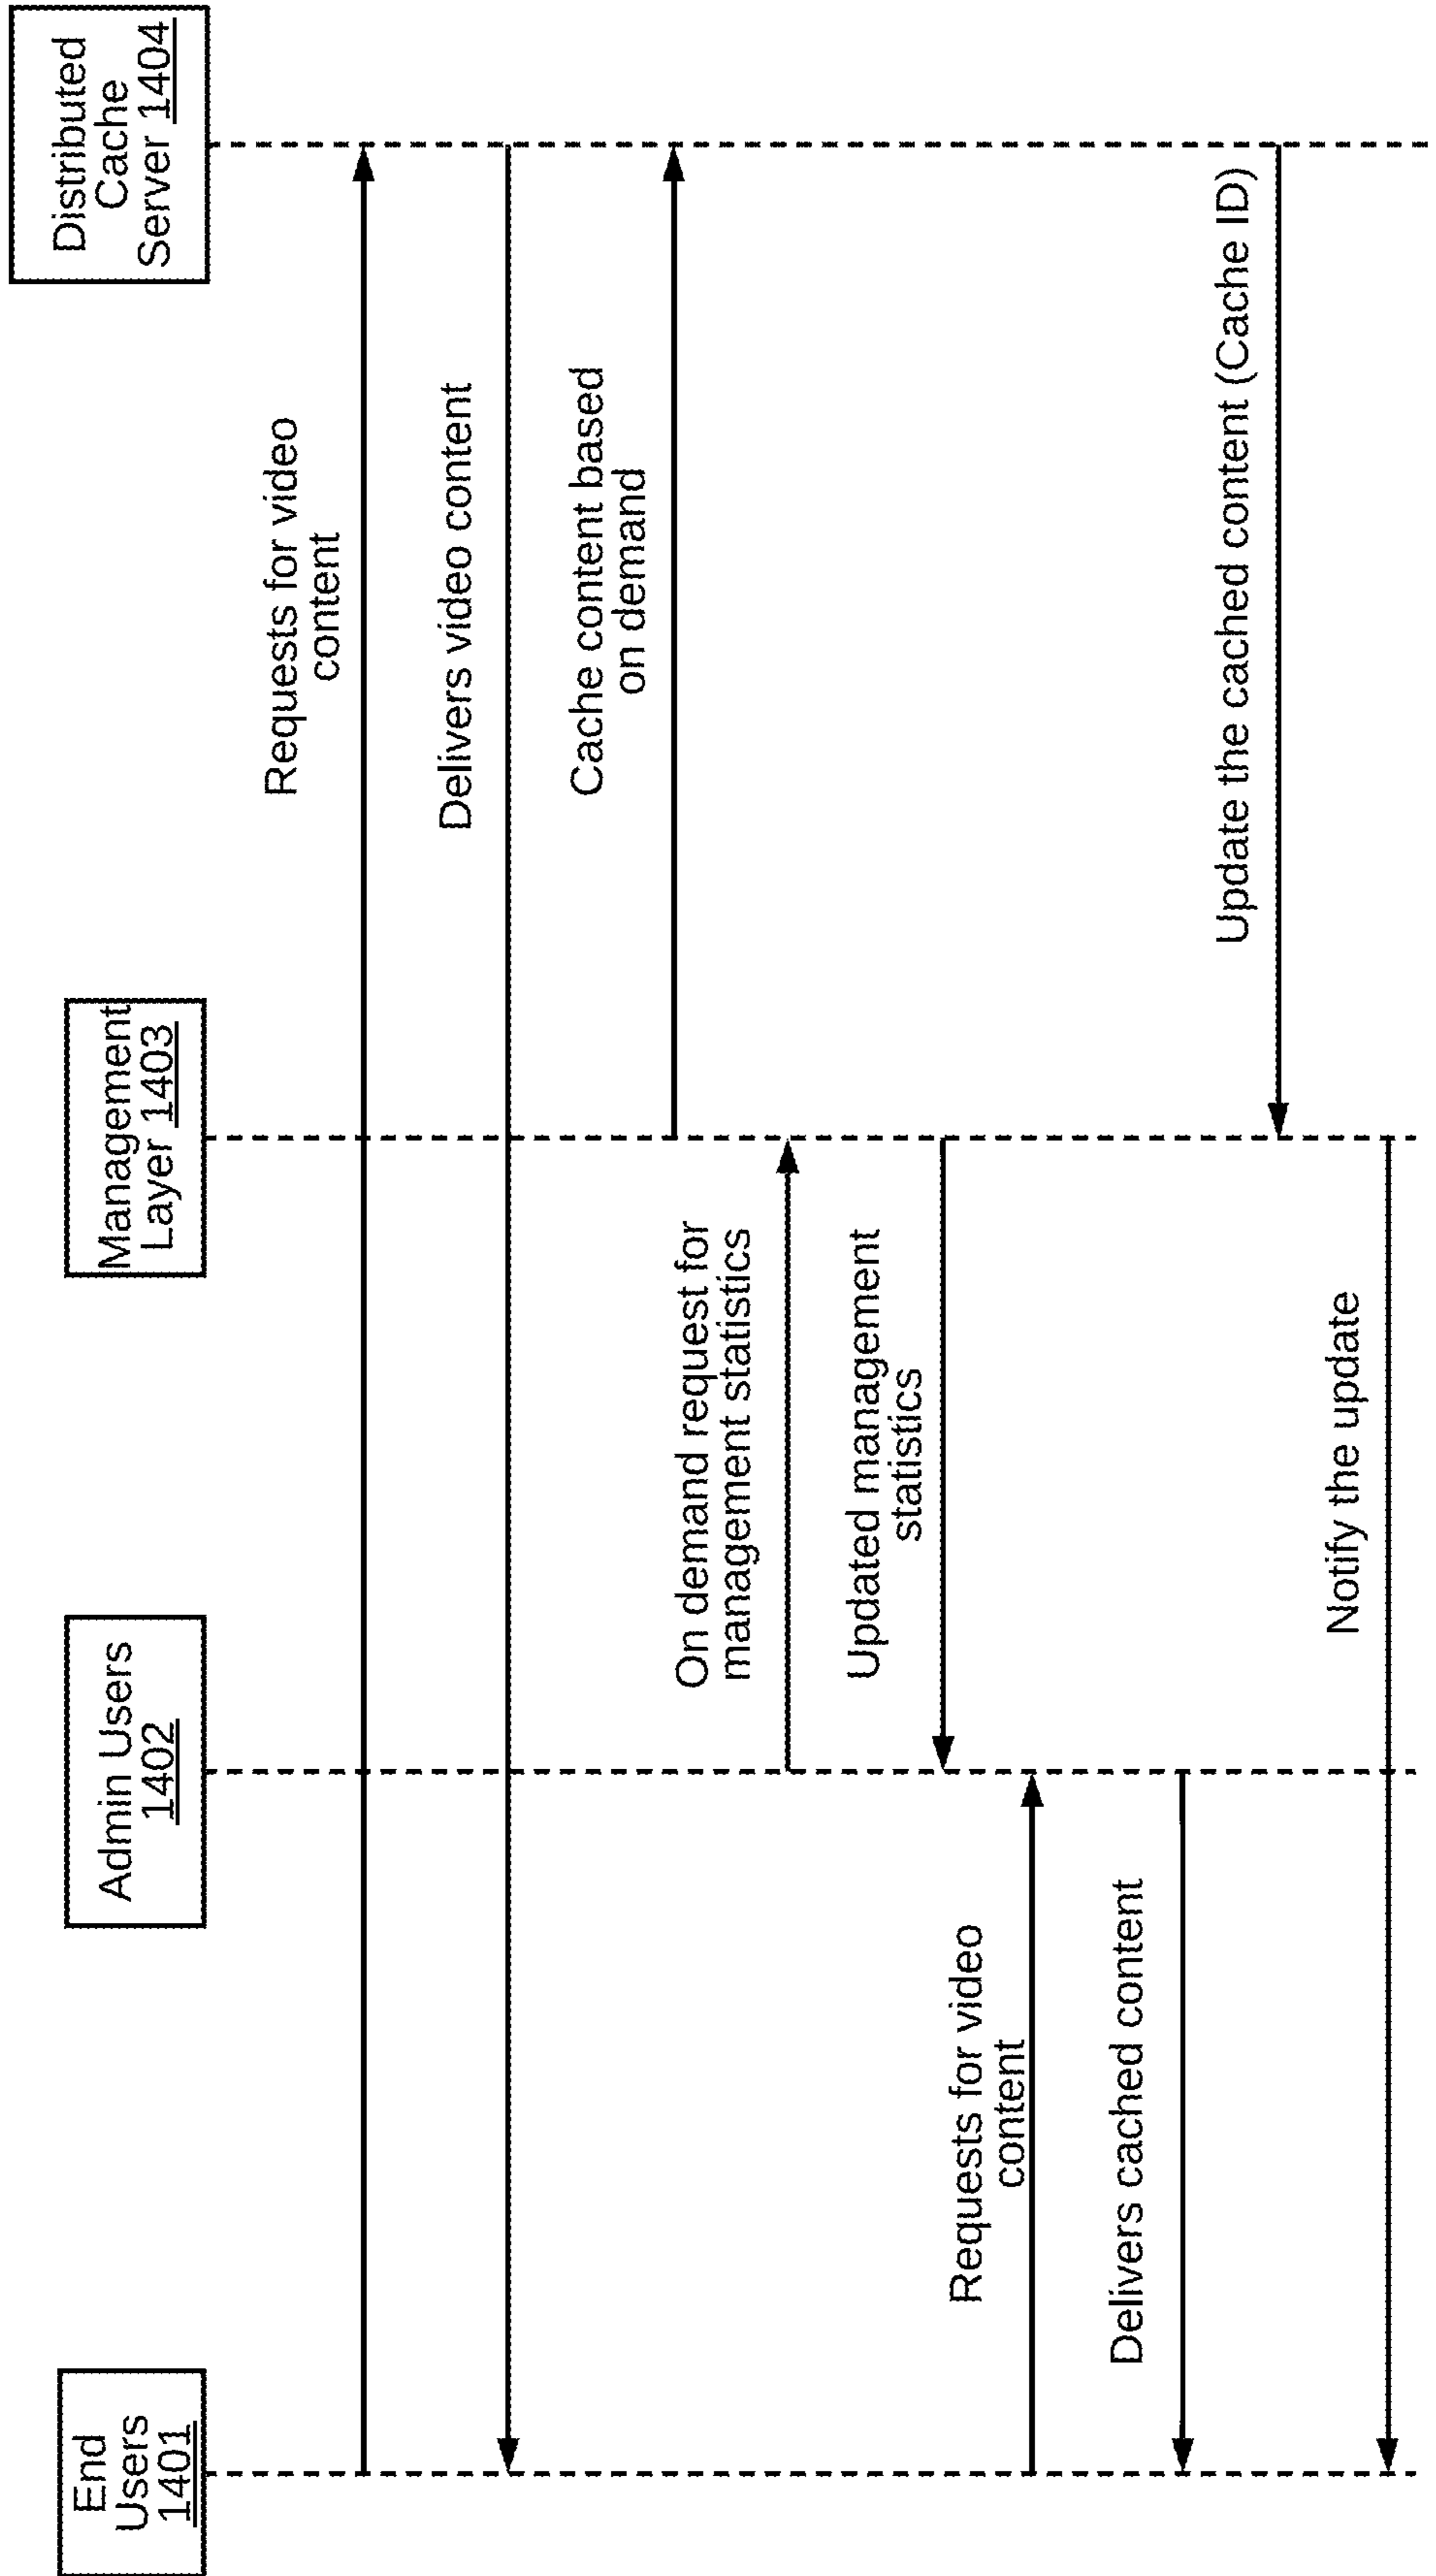 End
Users
1401
Admin Users
1402
Management
Layer 1403
Distributed
Cache
Server 1404
Requests for video
content
Delivers video content
Cache content based
on demand
On demand request for
management statistics
Updated management
statistics
Requests for video
content
Delivers cached content
Update the cached content (Cache ID)
Notify the update